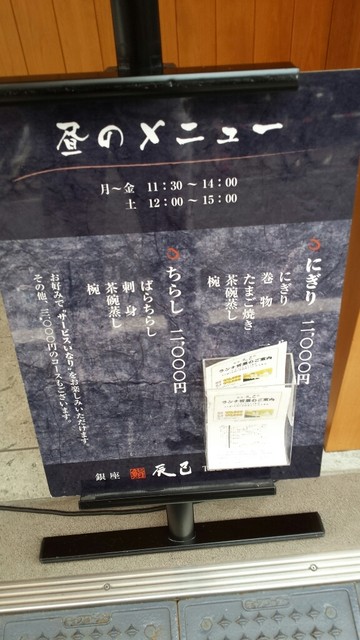 昼のメニュー
月～金 11:30～14:00
土 12:00～15:00
にぎり 二、〇〇〇円
にぎり
巻物
たまご焼き
茶碗蒸し
椀
ちらし 二、〇〇〇円
ばらちらし
刺身
茶碗蒸し
椀
お好みで“サービスいなり”をお楽しみいただけます。
その他、三、〇〇〇円のコースもございます。
銀座 鮨 辰巳